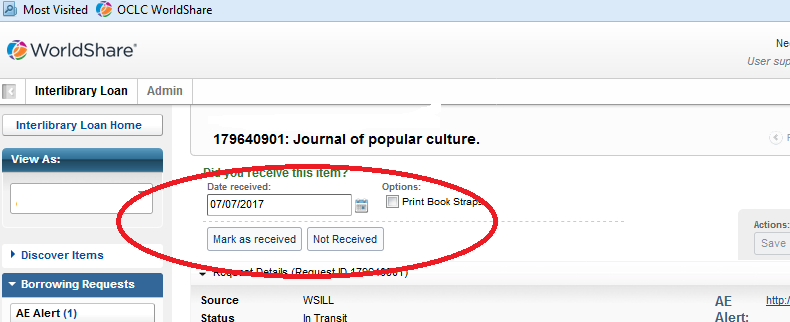 Most Visited OCLC WorldShare
WorldShare®
Nee
User sup
Interlibrary Loan Admin
Interlibrary Loan Home
179640901: Journal of popular culture.
View As:
Did you receive this item?
Date received: Options:
07/07/2017 Print Book Straps
Actions:
Mark as received Not Received
Save
Discover Items
Request Details (Request ID 179640901)
Borrowing Requests
Source WSILL AE http:/
AE Alert (1)
Status In Transit Alert: